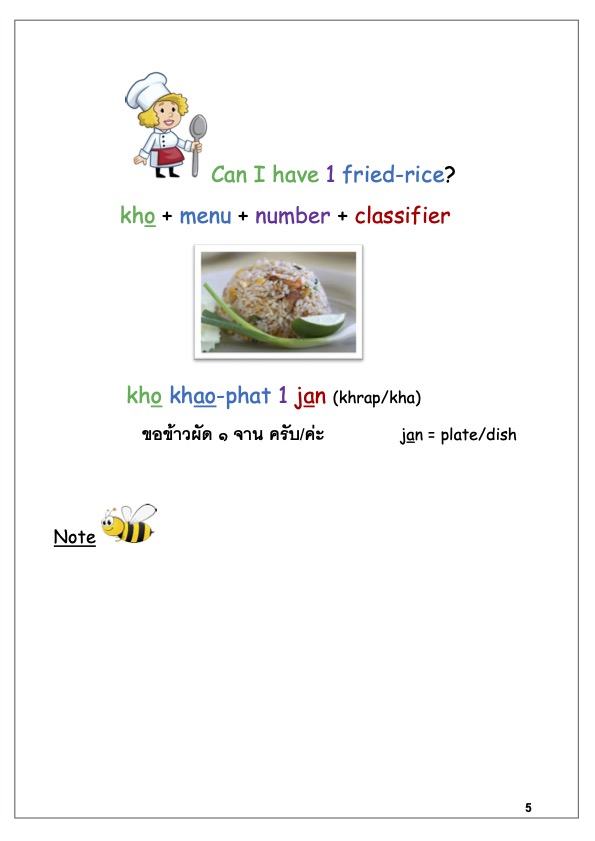 Can I have 1 fried-rice?
kho + menu + number + classifier
kho khao-phat 1 jan (khrap/kha)
ขอข้าวผัด ๑ จาน ครับ/ค่ะ jan = plate/dish
Note
5